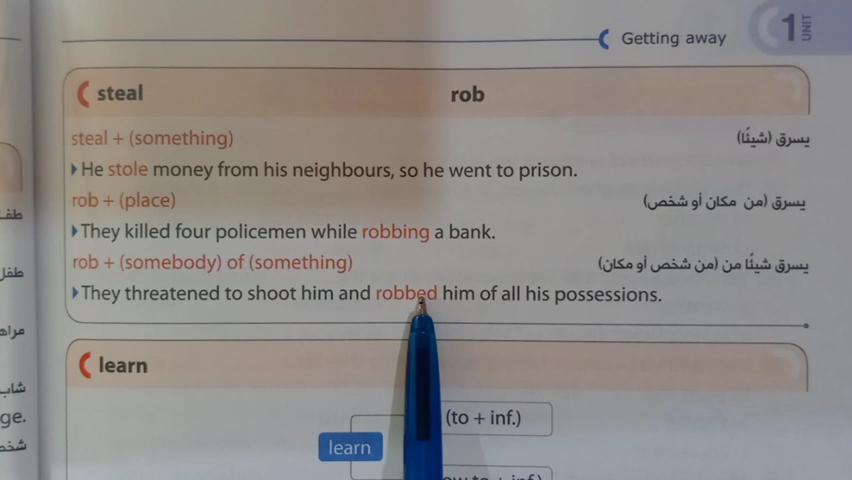 Getting away
1
UNIT
steal rob
steal + (something) يسرق (شيئًا)
He stole money from his neighbours, so he went to prison.
rob + (place) يسرق (من مكان أو شخص)
They killed four policemen while robbing a bank.
rob + (somebody) of (something) يسرق شيئًا من (من شخص أو مكان)
They threatened to shoot him and robbed him of all his possessions.
learn
(to + inf.)
learn
طفل
شاب
ge.